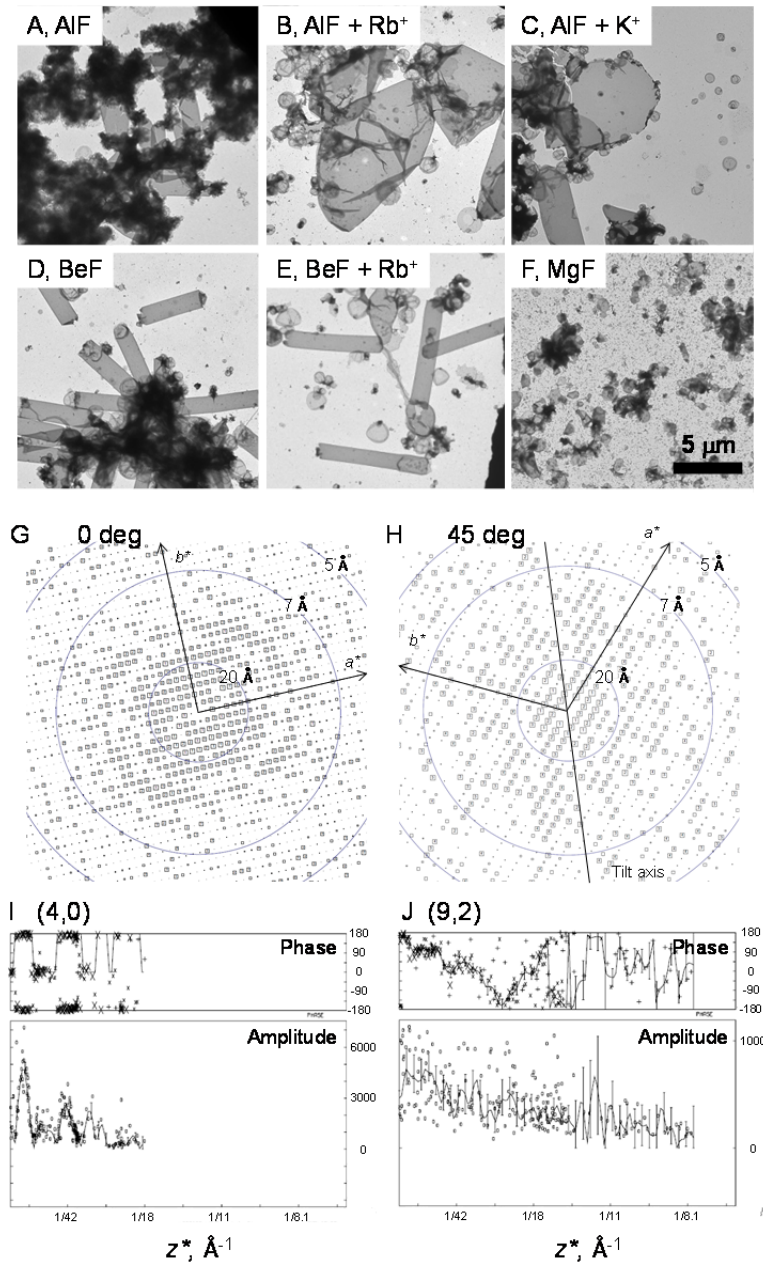 A, AlF
B, AlF + Rb+
C, AlF + K+
D, BeF
E, BeF + Rb+
F, MgF
5 μm
G 0 deg
b*
5 Å
7 Å
20 Å
a*
H 45 deg
a*
5 Å
7 Å
b*
20 Å
Tilt axis
I (4,0)
Phase
180
90
0
-90
-180
PHASE
Amplitude
6000
3000
0
1/42 1/18 1/11 1/8.1
z*, Å-1
J (9,2)
Phase
180
90
0
-90
-180
PHASE
Amplitude
1000
0
1/42 1/18 1/11 1/8.1
z*, Å-1